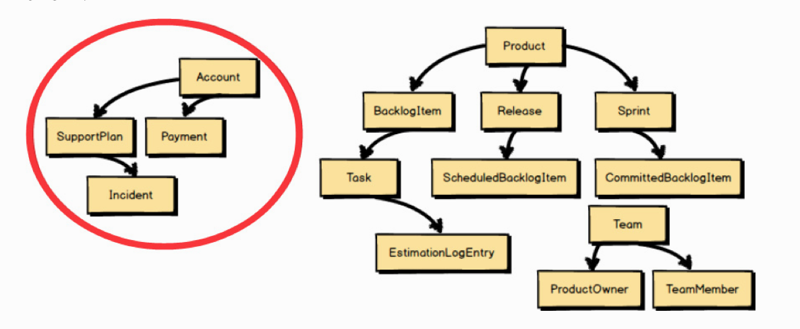 Product
Account
BacklogItem
Release
Sprint
SupportPlan
Payment
Task
ScheduledBacklogItem
CommittedBacklogItem
Incident
Team
EstimationLogEntry
ProductOwner
TeamMember